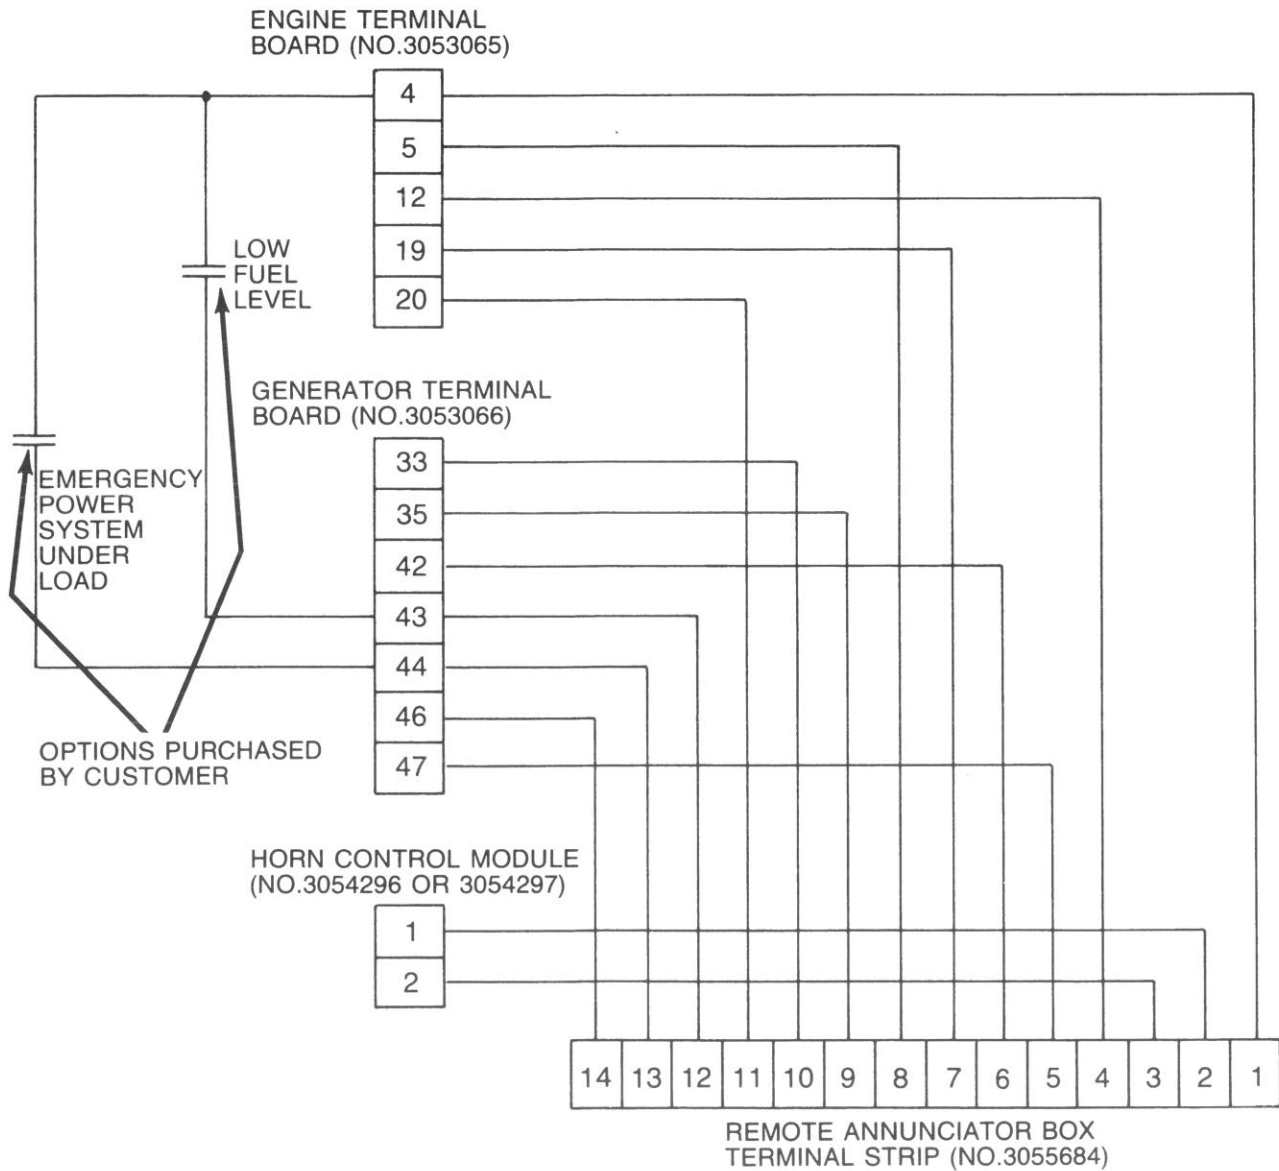 ENGINE TERMINAL
BOARD (NO.3053065)
4
5
12
19
20
LOW
FUEL
LEVEL
GENERATOR TERMINAL
BOARD (NO.3053066)
33
35
42
43
44
46
47
EMERGENCY
POWER
SYSTEM
UNDER
LOAD
OPTIONS PURCHASED
BY CUSTOMER
HORN CONTROL MODULE
(NO.3054296 OR 3054297)
1
2
14 13 12 11 10 9 8 7 6 5 4 3 2 1
REMOTE ANNUNCIATOR BOX
TERMINAL STRIP (NO.3055684)